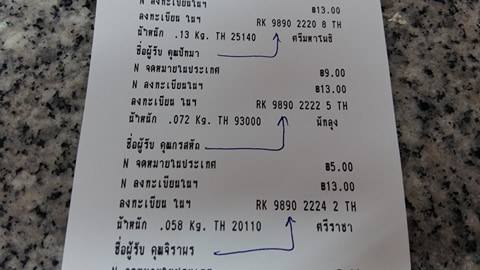 N ลงทะเบียนในฯ ฿13.00
ลงทะเบียน ในฯ RK 9890 2220 8 TH
น้ำหนัก .13 Kg. TH 25140 ศรีมหาโพธิ
ชื่อผู้รับ คุณปัทมา
N จดหมายในประเทศ ฿9.00
N ลงทะเบียนในฯ ฿13.00
ลงทะเบียน ในฯ RK 9890 2222 5 TH
น้ำหนัก .072 Kg. TH 93000 พัทลุง
ชื่อผู้รับ คุณภรสหัถ
N จดหมายในประเทศ ฿5.00
N ลงทะเบียนในฯ ฿13.00
ลงทะเบียน ในฯ RK 9890 2224 2 TH
น้ำหนัก .058 Kg. TH 20110 ศรีราชา
ชื่อผู้รับ คุณจิราพร